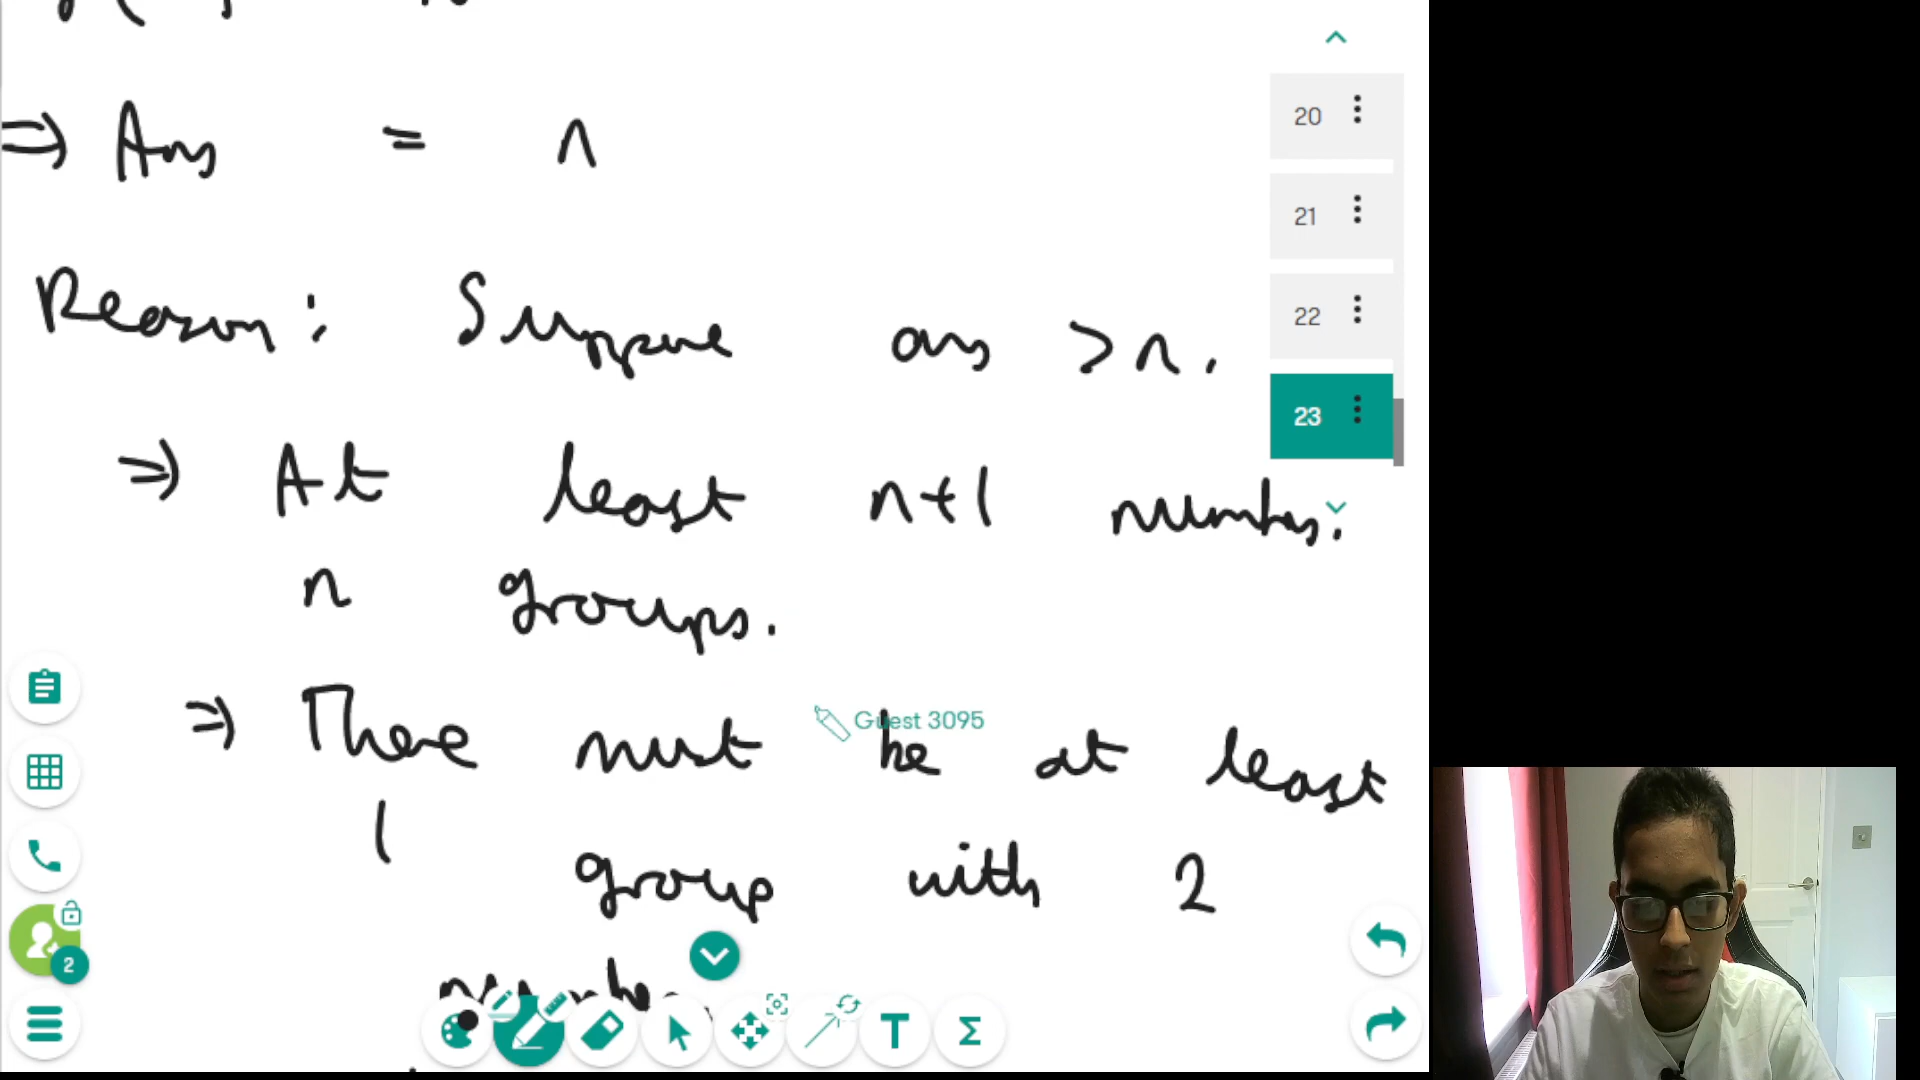 ⇒ Ans = n
20
21
Reason: Suppose ans > n.
22
23
⇒ At least n+1 numbers.
n groups.
Guest 3095
⇒ There must be at least
1 group with 2
numbers
2
T
Σ